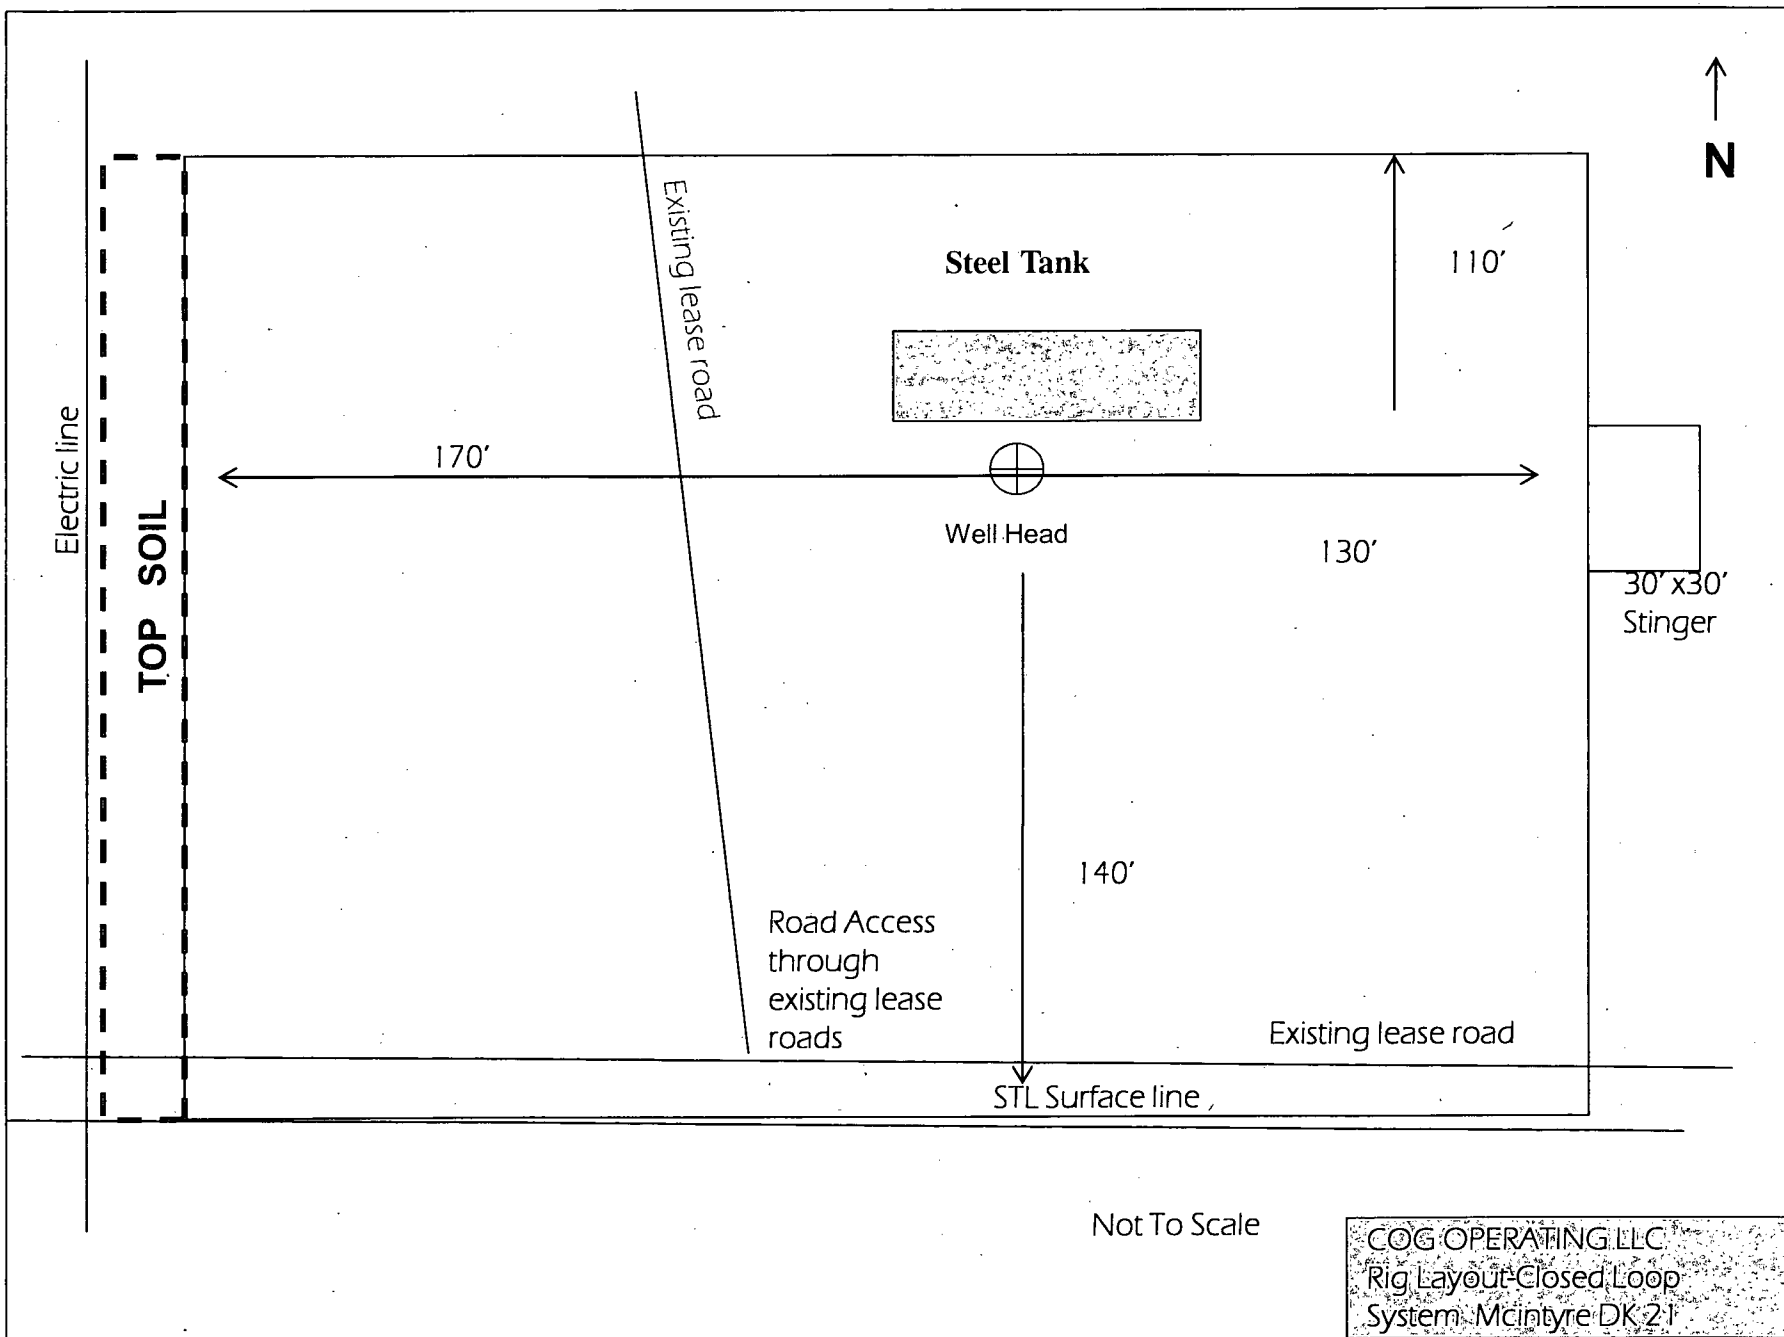 N
Existing lease road
Steel Tank
110′
Electric line
TOP SOIL
170′
Well Head
130′
30′ x30′
Stinger
140′
Road Access
through
existing lease
roads
Existing lease road
STL Surface line
Not To Scale
COG OPERATING LLC
Rig Layout-Closed Loop
System Mcintyre DK 21